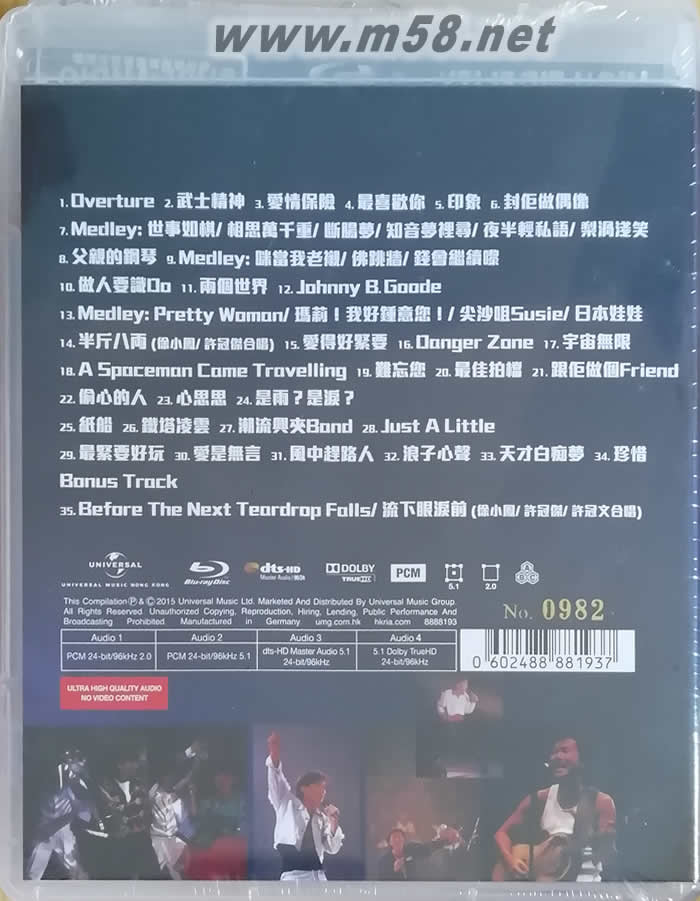 www.m58.net
1. Overture 2. 武士精神 3. 愛情保險 4. 最喜歡你 5. 印象 6. 封佢做偶像
7. Medley: 世事如棋/ 相思萬千重/ 斷腸夢/ 知音夢裡尋/ 夜半輕私語/ 梨渦淺笑
8. 父親的鋼琴 9. Medley: 咪當我老襯/ 佛跳牆/ 錢會繼續嚟
10. 做人要識Do 11. 兩個世界 12. Johnny B. Goode
13. Medley: Pretty Woman/ 瑪莉！我好鍾意您！/ 尖沙咀Susie/ 日本娃娃
14. 半斤八両 (徐小鳳/ 許冠傑合唱) 15. 愛得好緊要 16. Danger Zone 17. 宇宙無限
18. A Spaceman Came Travelling 19. 難忘您 20. 最佳拍檔 21. 跟佢做個Friend
22. 偷心的人 23. 心思思 24. 是雨？是淚？
25. 紙船 26. 鐵塔凌雲 27. 潮流興夾Band 28. Just A Little
29. 最緊要好玩 30. 愛是無言 31. 風中趕路人 32. 浪子心聲 33. 天才白痴夢 34. 珍惜
Bonus Track
35. Before The Next Teardrop Falls/ 流下眼淚前 (徐小鳳/ 許冠傑/ 許冠文合唱)
UNIVERSAL
UNIVERSAL MUSIC HONG KONG
Blu-ray Disc
dts-HD
Master Audio | 96/24
DOLBY
TRUEHD
PCM
5.1
2.0
ABC
This Compilation ℗ & © 2015 Universal Music Ltd. Marketed And Distributed By Universal Music Group.
All Rights Reserved. Unauthorized Copying, Reproduction, Hiring, Lending, Public Performance And
Broadcasting Prohibited. Manufactured in Germany umg.com.hk hkria.com 8888193
No. 0982
Audio 1 Audio 2 Audio 3 Audio 4
PCM 24-bit/96kHz 2.0 PCM 24-bit/96kHz 5.1 dts-HD Master Audio 5.1 24-bit/96kHz 5.1 Dolby TrueHD 24-bit/96kHz
0 602488 881937
ULTRA HIGH QUALITY AUDIO
NO VIDEO CONTENT